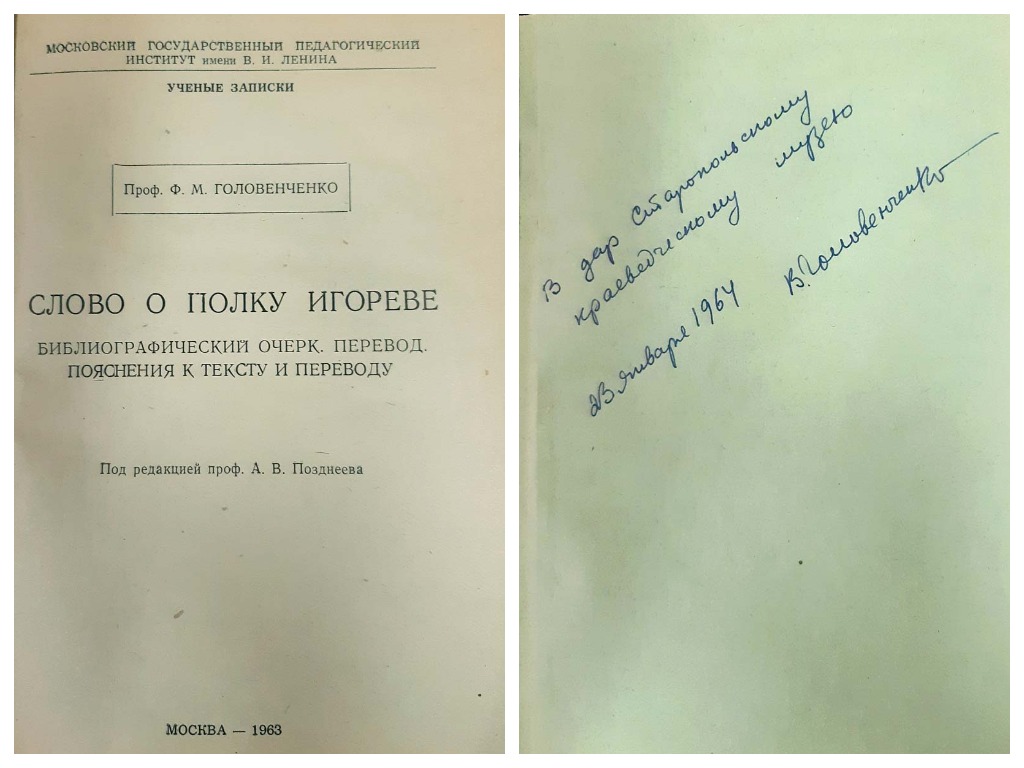 МОСКОВСКИЙ ГОСУДАРСТВЕННЫЙ ПЕДАГОГИЧЕСКИЙ
ИНСТИТУТ имени В. И. ЛЕНИНА
УЧЕНЫЕ ЗАПИСКИ
Проф. Ф. М. ГОЛОВЕНЧЕНКО
СЛОВО О ПОЛКУ ИГОРЕВЕ
БИБЛИОГРАФИЧЕСКИЙ ОЧЕРК. ПЕРЕВОД.
ПОЯСНЕНИЯ К ТЕКСТУ И ПЕРЕВОДУ
Под редакцией проф. А. В. Позднеева
МОСКВА — 1963
В дар Ставропольскому
краеведческому музею
23 января 1964 В. Головенченко